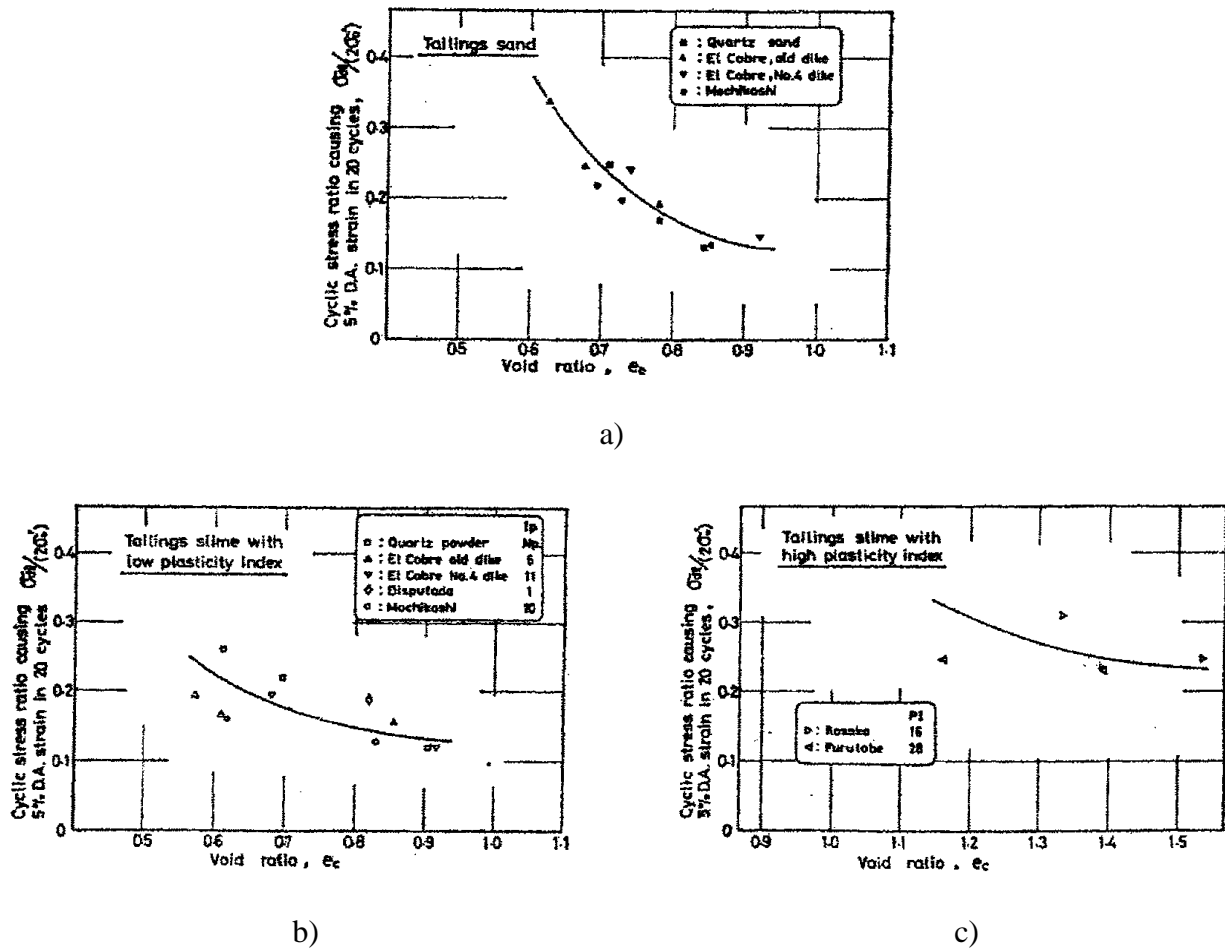 Tailings sand
: Quartz sand
: El Cobre, old dike
: El Cobre, No.4 dike
: Mochikoshi
Cyclic stress ratio causing
5% D.A. strain in 20 cycles,
0.4
0.3
0.2
0.1
0
0.5 0.6 0.7 0.8 0.9 1.0 1.1
Void ratio, ec
a)
Tailings slime with
low plasticity index
Ip
: Quartz powder Np
: El Cobre old dike 6
: El Cobre No.4 dike 11
: Disputada 1
: Mochikoshi 10
Cyclic stress ratio causing
5% D.A. strain in 20 cycles
0.4
0.3
0.2
0.1
0
0.5 0.6 0.7 0.8 0.9 1.0 1.1
Void ratio, ec
b)
Tailings slime with
high plasticity index
PI
: Kosaka 16
: Furutobe 28
Cyclic stress ratio causing
5% D.A. strain in 20 cycles,
0.4
0.3
0.2
0.1
0
0.9 1.0 1.1 1.2 1.3 1.4 1.5
Void ratio, ec
c)